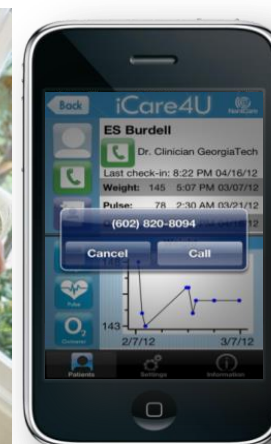 Back
iCare4U
ES Burdell
Dr. Clinician GeorgiaTech
Last check-in: 8:22 PM 04/16/12
Weight: 145 5:07 PM 03/07/12
Pulse: 78 2:30 AM 03/21/12
(602) 820-8094
Cancel
Call
Pulse
O2
143
2/7/12
3/7/12
Patients
Settings
Information